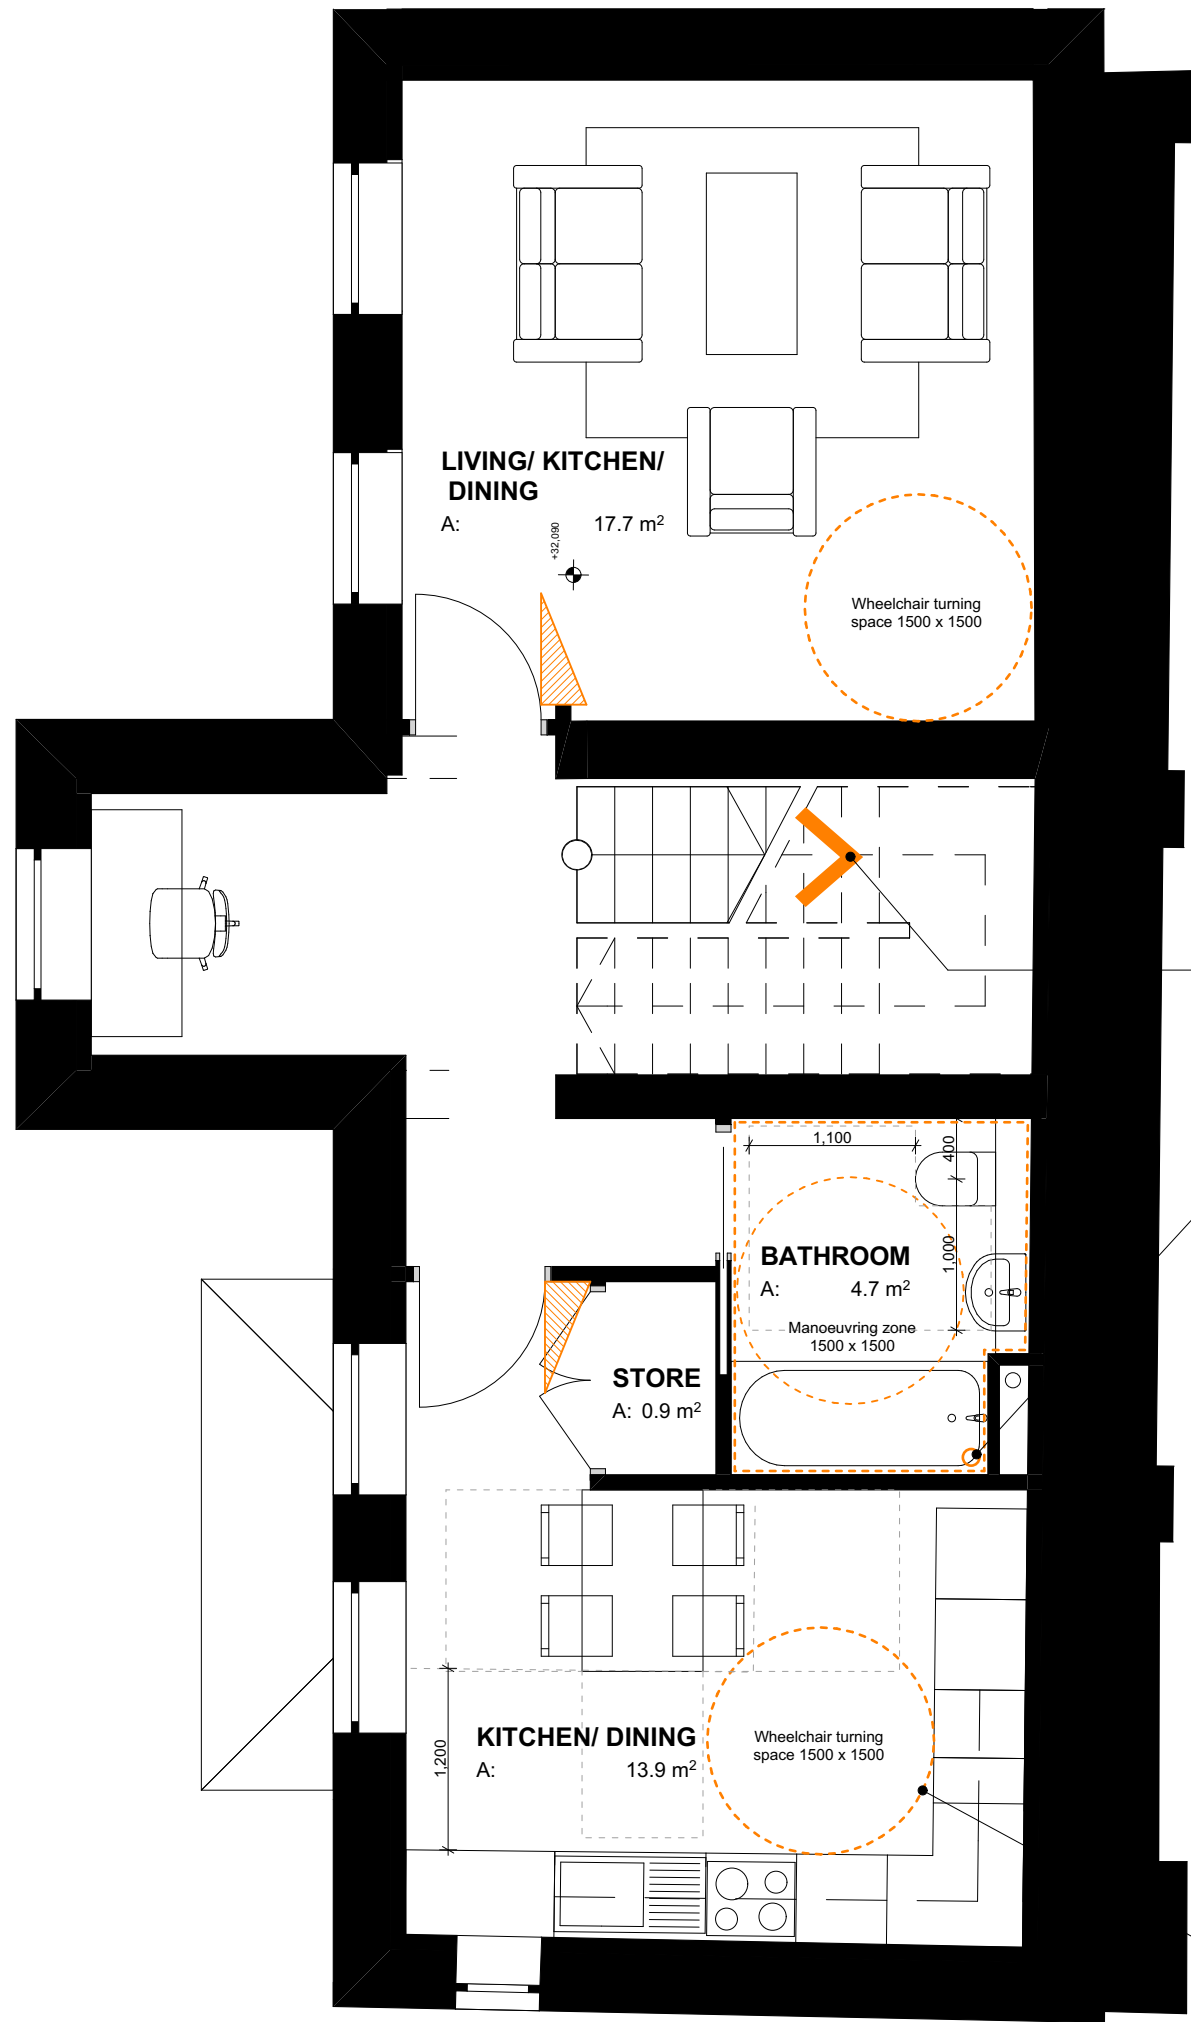 LIVING/ KITCHEN/
DINING
A: 17.7 m²
+32,090
Wheelchair turning
space 1500 x 1500
1,100
400
1,000
BATHROOM
A: 4.7 m²
Manoeuvring zone
1500 x 1500
STORE
A: 0.9 m²
1,200
KITCHEN/ DINING
A: 13.9 m²
Wheelchair turning
space 1500 x 1500